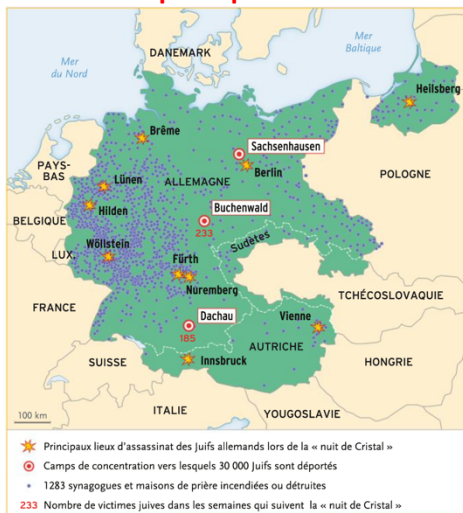 Mer
du Nord
DANEMARK
Mer
Baltique
Heilsberg
Brême
Sachsenhausen
PAYS-
BAS
Lünen
ALLEMAGNE
Berlin
POLOGNE
Hilden
Buchenwald
BELGIQUE
233
Sudètes
LUX.
Wöllstein
Fürth
Nuremberg
TCHÉCOSLOVAQUIE
FRANCE
Dachau
185
Vienne
AUTRICHE
SUISSE
Innsbruck
HONGRIE
100 km
ITALIE
YOUGOSLAVIE
Principaux lieux d'assassinat des Juifs allemands lors de la « nuit de Cristal »
Camps de concentration vers lesquels 30 000 Juifs sont déportés
1283 synagogues et maisons de prière incendiées ou détruites
233 Nombre de victimes juives dans les semaines qui suivent la « nuit de Cristal »